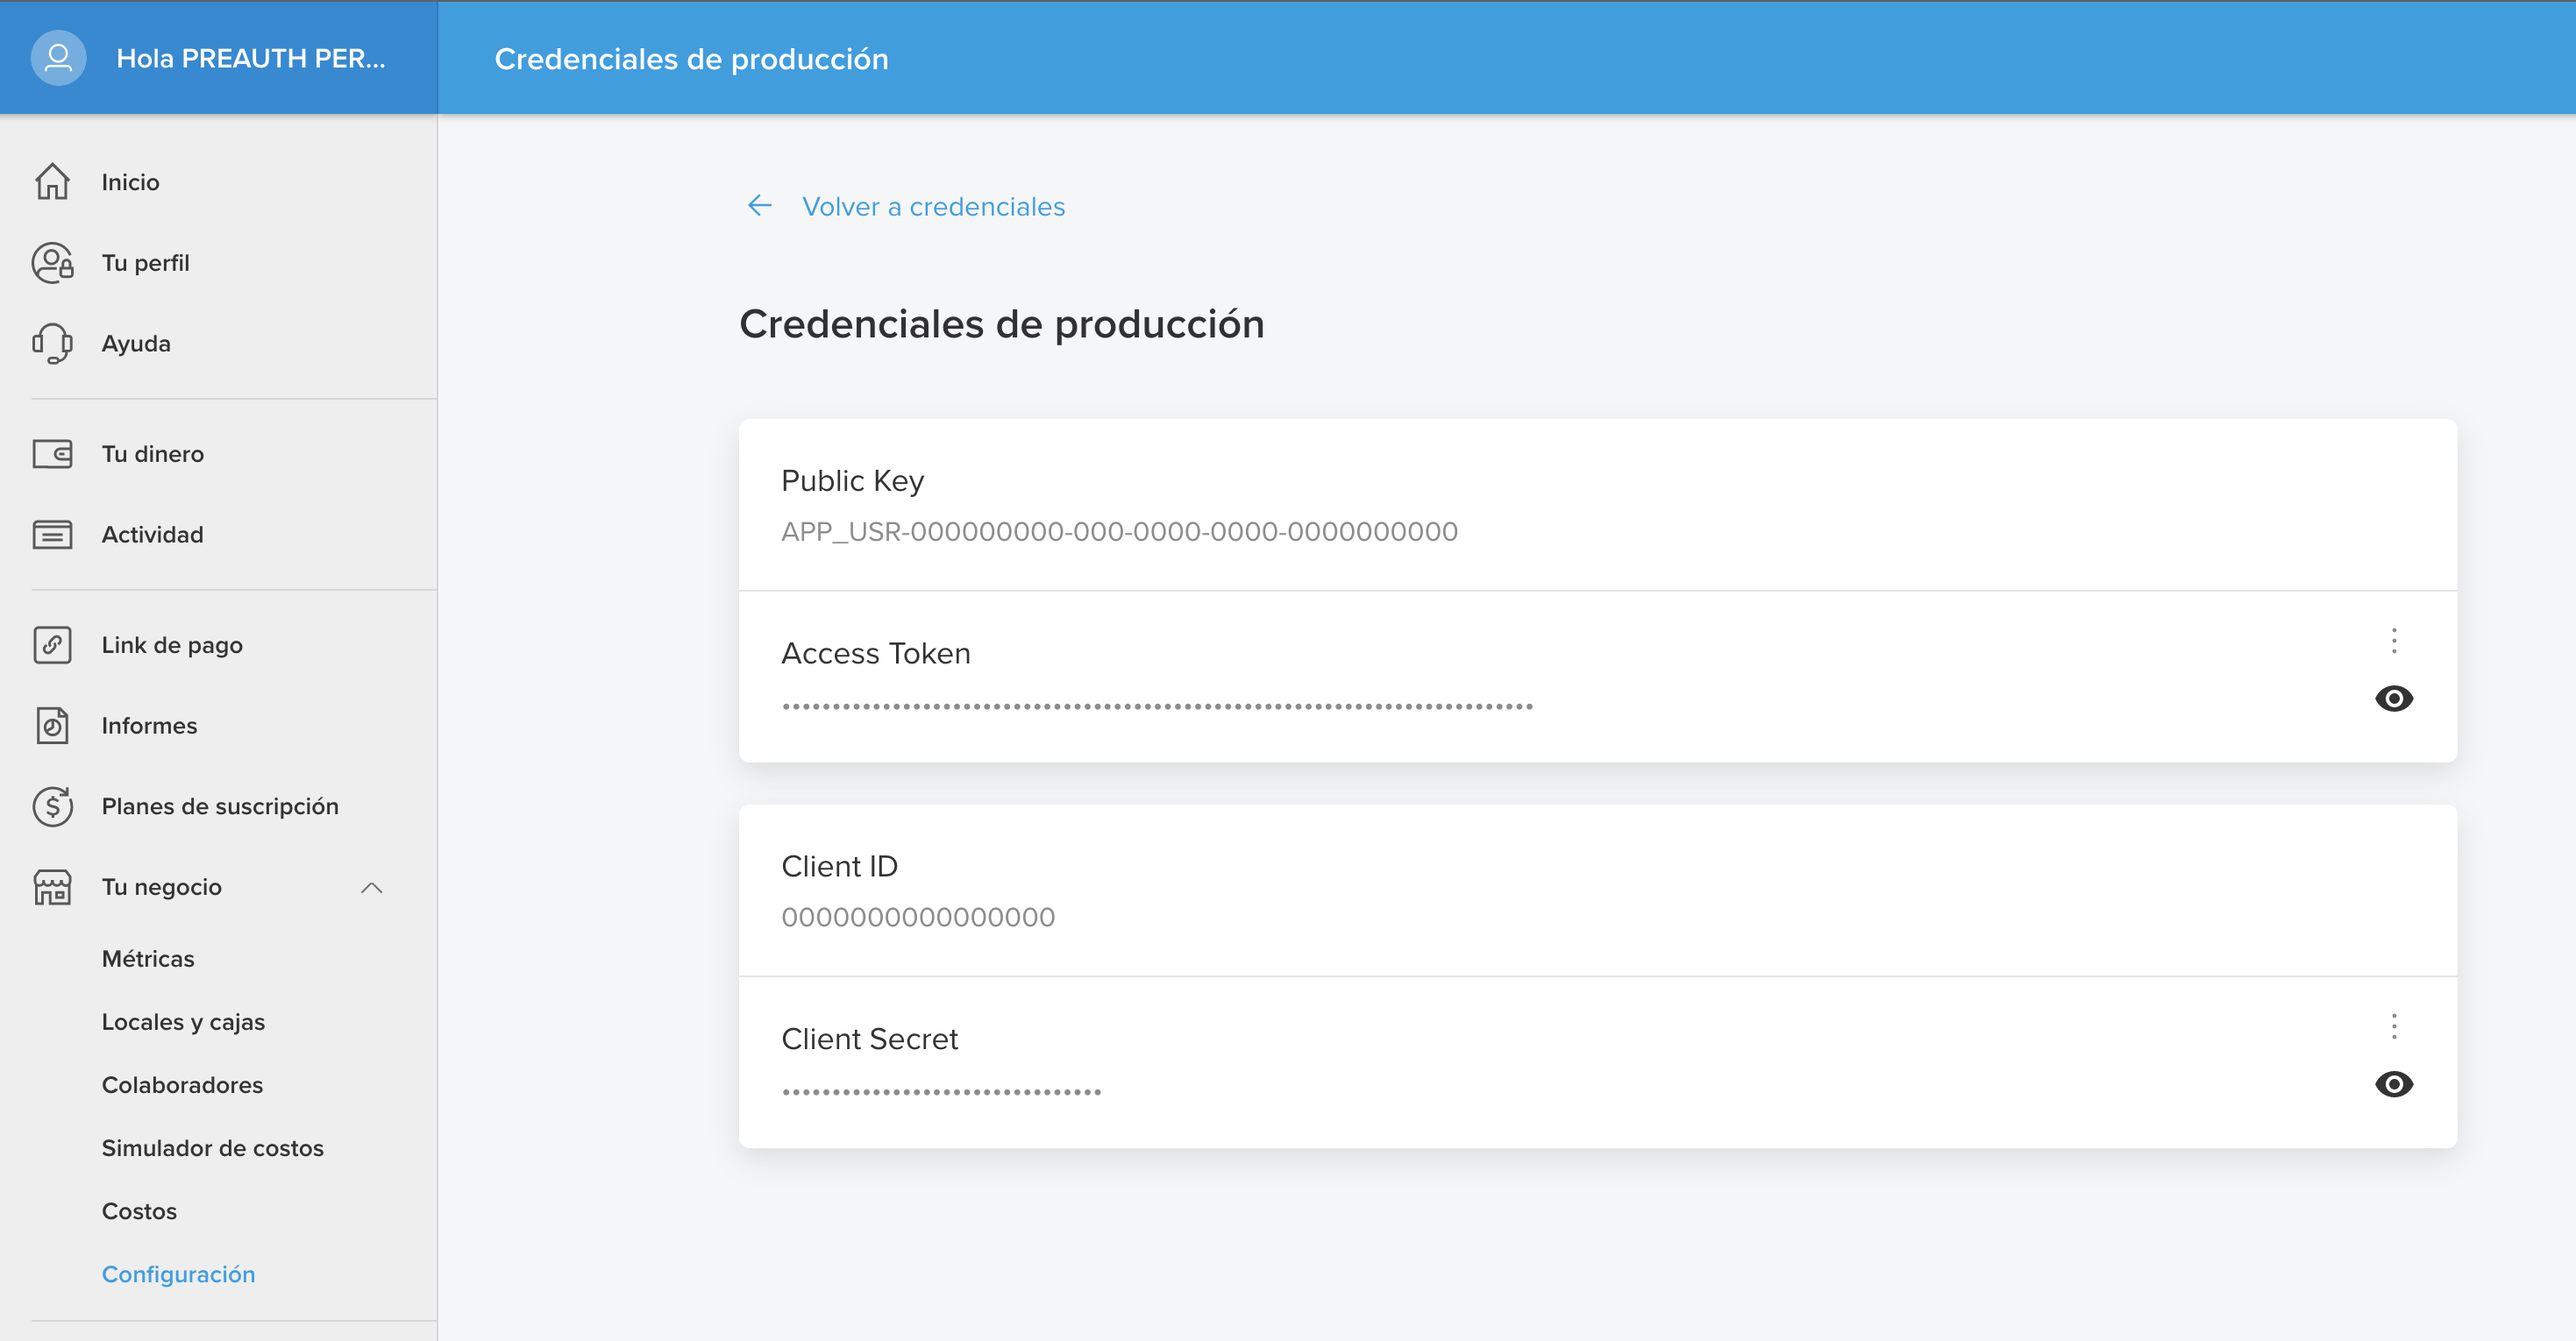 Hola PREAUTH PER...
Credenciales de producción
Inicio
Tu perfil
Ayuda
Tu dinero
Actividad
Link de pago
Informes
Planes de suscripción
Tu negocio
Métricas
Locales y cajas
Colaboradores
Simulador de costos
Costos
Configuración
Volver a credenciales
Credenciales de producción
Public Key
APP_USR-000000000-000-0000-0000-0000000000
Access Token
Client ID
0000000000000000
Client Secret